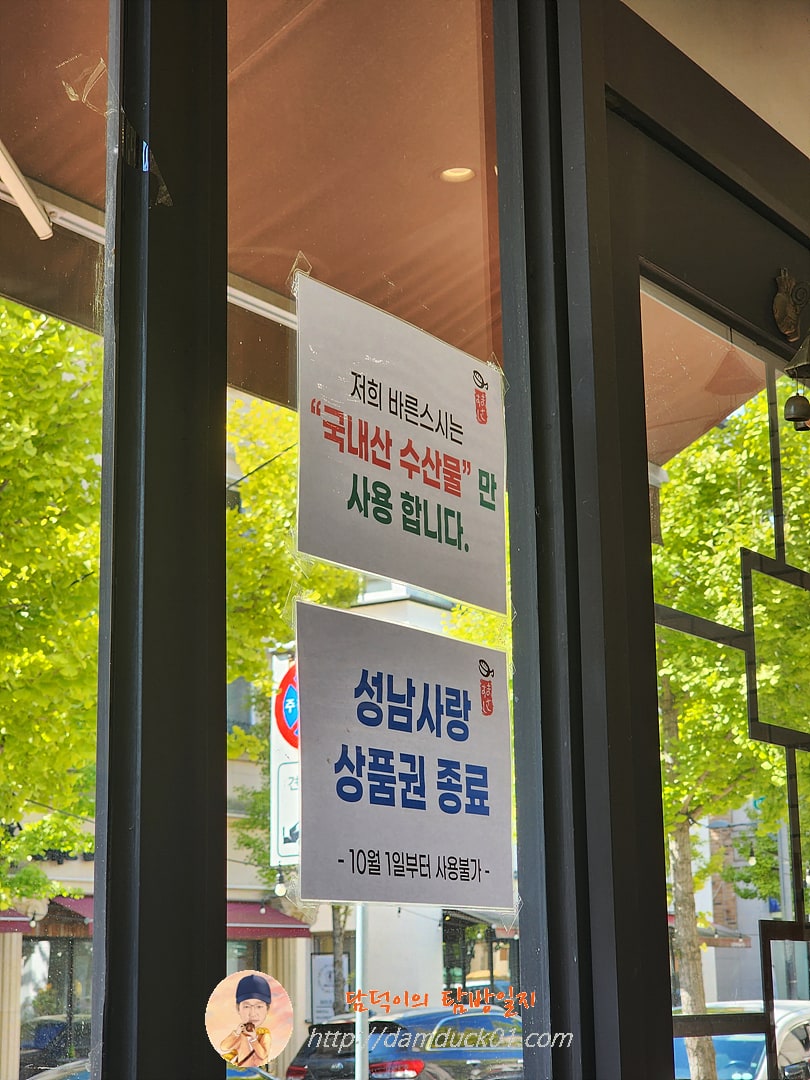 저희 바른스시는
“국내산 수산물” 만
사용 합니다.
성남사랑
상품권 종료
- 10월 1일부터 사용불가 -
주
견
담덕이의 탐방일지
http://damduck01.com